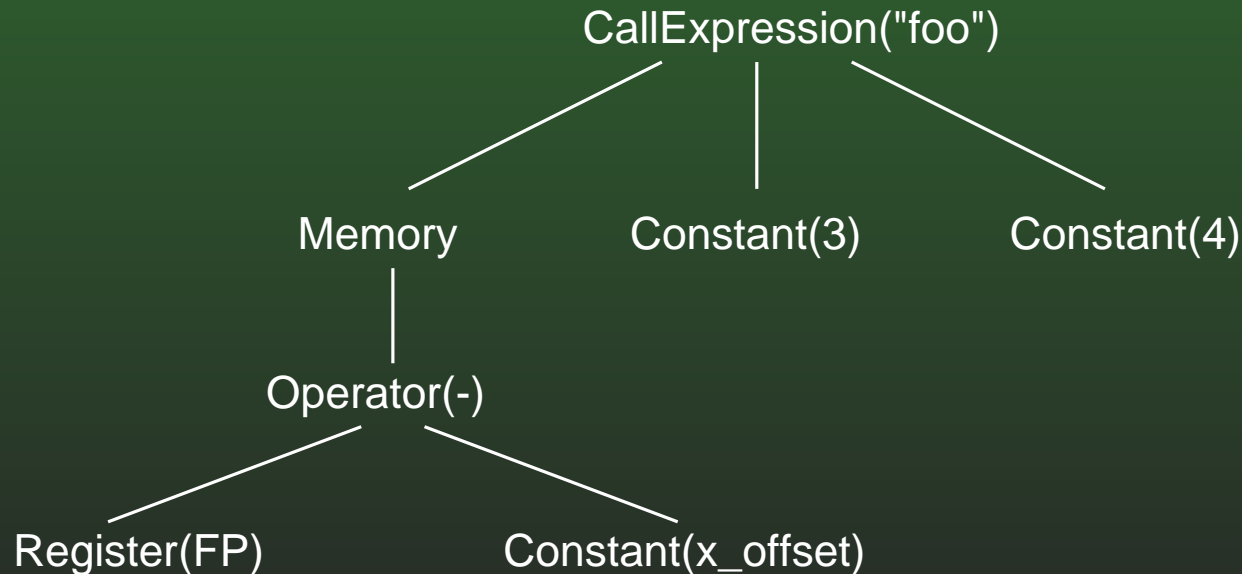 CallExpression("foo")
Memory Constant(3) Constant(4)
Operator(-)
Register(FP) Constant(x_offset)